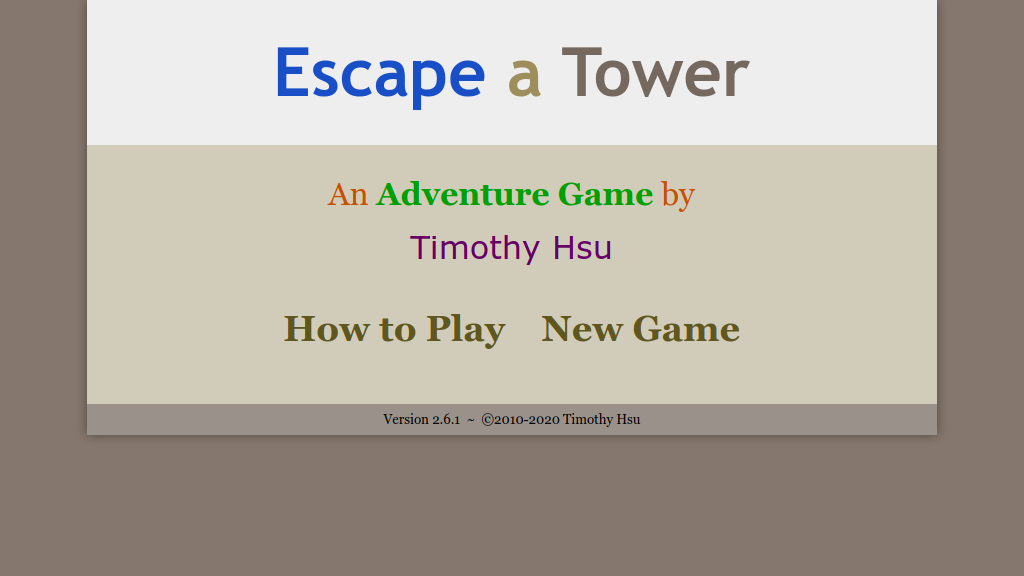 Escape a Tower
An Adventure Game by
Timothy Hsu
How to Play New Game
Version 2.6.1 ~ ©2010-2020 Timothy Hsu